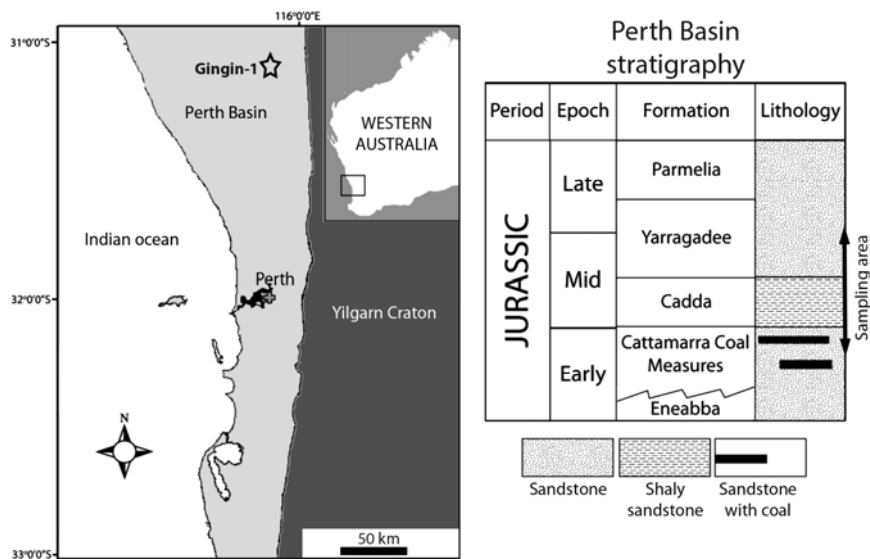 116°0'0"E
31°0'0"S
Gingin-1
Perth Basin
WESTERN
AUSTRALIA
Indian ocean
Perth
32°0'0"S
Yilgarn Craton
N
33°0'0"S
50 km
Perth Basin
stratigraphy
Period
Epoch
Formation
Lithology
JURASSIC
Late
Mid
Early
Parmelia
Yarragadee
Cadda
Cattamarra Coal
Measures
Eneabba
Sampling area
Sandstone
Shaly
sandstone
Sandstone
with coal